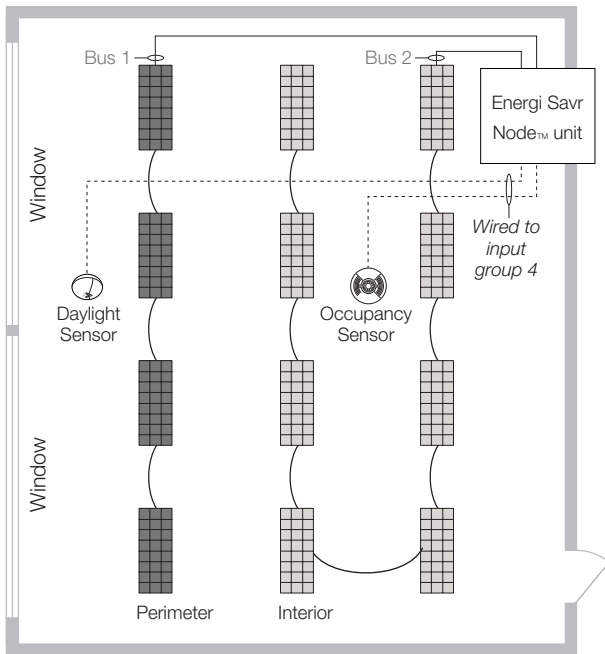 Bus 1
Bus 2
Energi Savr
Node™ unit
Window
Wired to
input
group 4
Daylight
Sensor
Occupancy
Sensor
Window
Perimeter
Interior